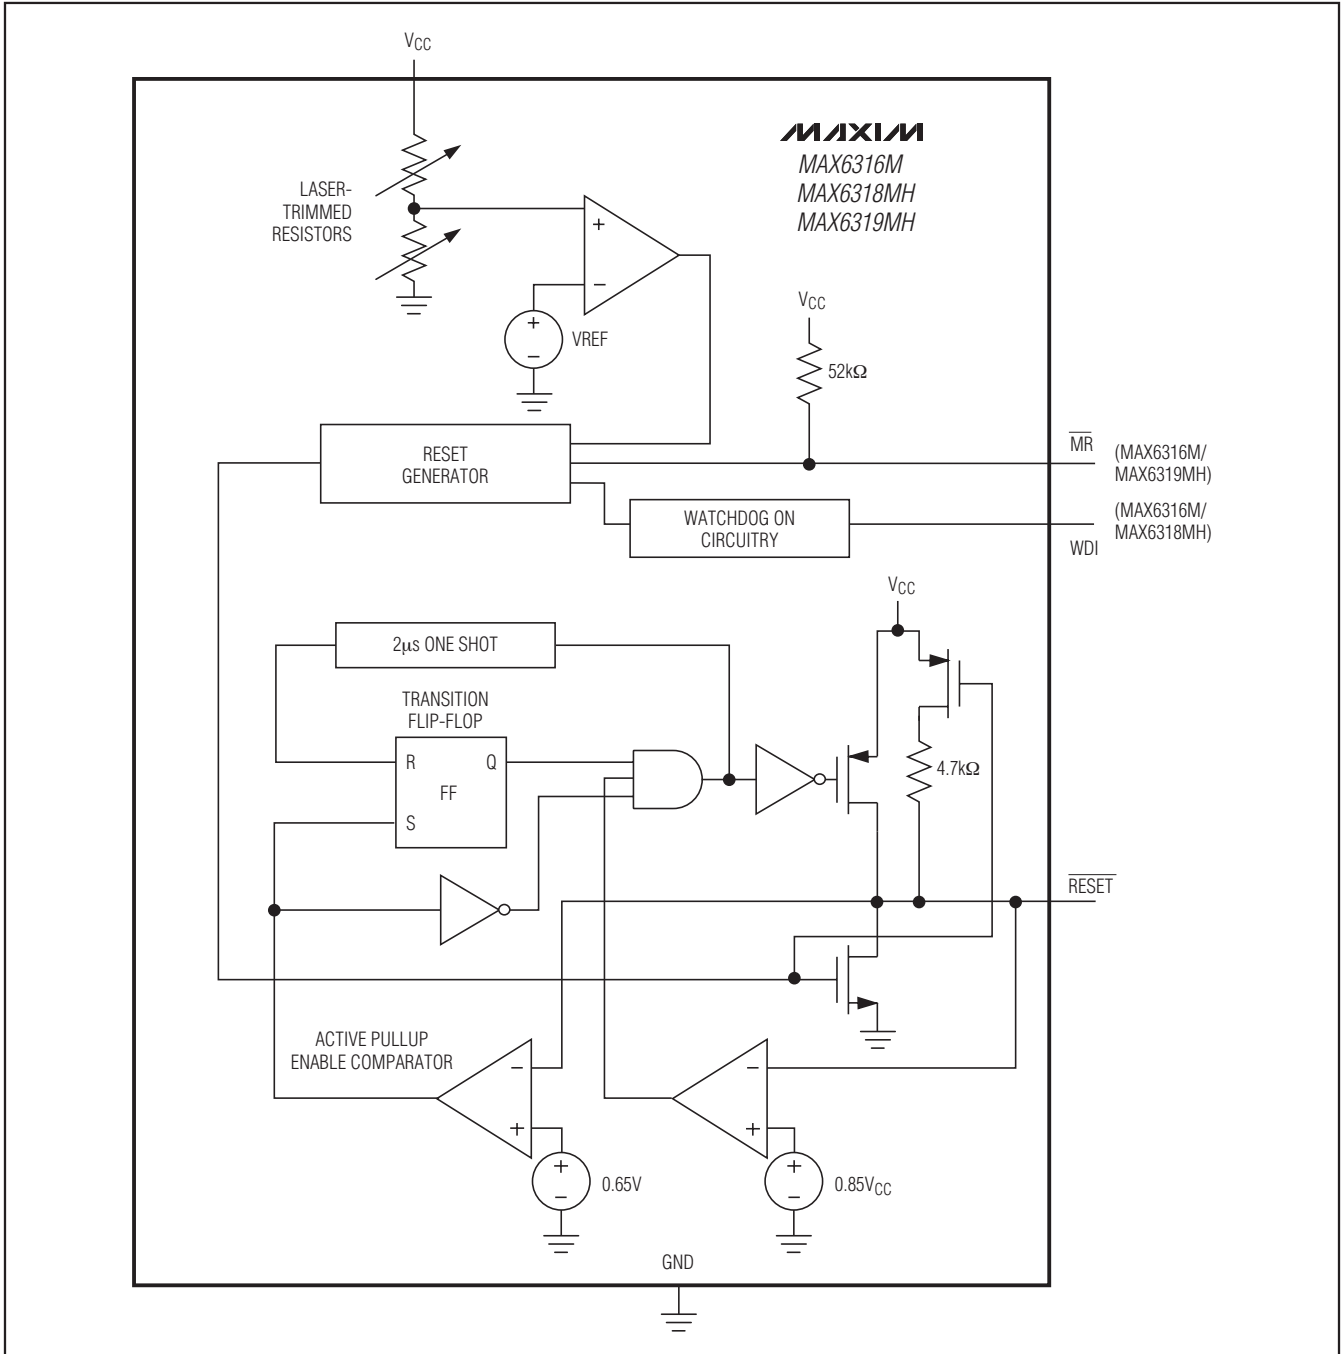 VCC
MAXIM
MAX6316M
MAX6318MH
MAX6319MH
LASER-
TRIMMED
RESISTORS
+
−
+
−
VREF
VCC
52kΩ
RESET
GENERATOR
MR
(MAX6316M/
MAX6319MH)
WATCHDOG ON
CIRCUITRY
(MAX6316M/
MAX6318MH)
WDI
VCC
2µs ONE SHOT
TRANSITION
FLIP-FLOP
R
Q
FF
S
4.7kΩ
RESET
ACTIVE PULLUP
ENABLE COMPARATOR
−
+
−
+
+
−
0.65V
+
−
0.85VCC
GND